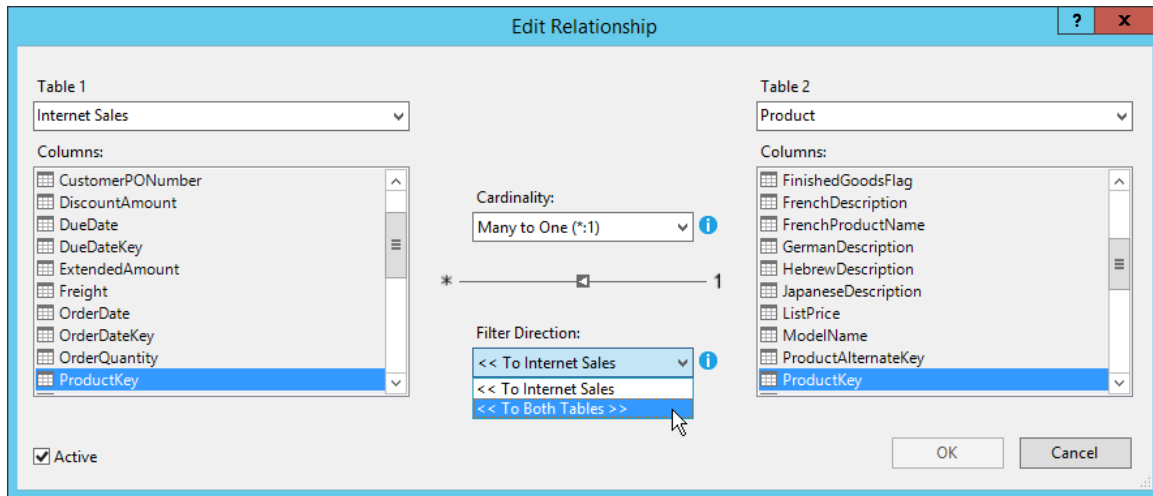 Edit Relationship
?
x
Table 1
Internet Sales
Columns:
CustomerPONumber
DiscountAmount
DueDate
DueDateKey
ExtendedAmount
Freight
OrderDate
OrderDateKey
OrderQuantity
ProductKey
Active
Cardinality:
Many to One (*:1)
* 1
Filter Direction:
<< To Internet Sales
<< To Internet Sales
<< To Both Tables >>
Table 2
Product
Columns:
FinishedGoodsFlag
FrenchDescription
FrenchProductName
GermanDescription
HebrewDescription
JapaneseDescription
ListPrice
ModelName
ProductAlternateKey
ProductKey
OK
Cancel